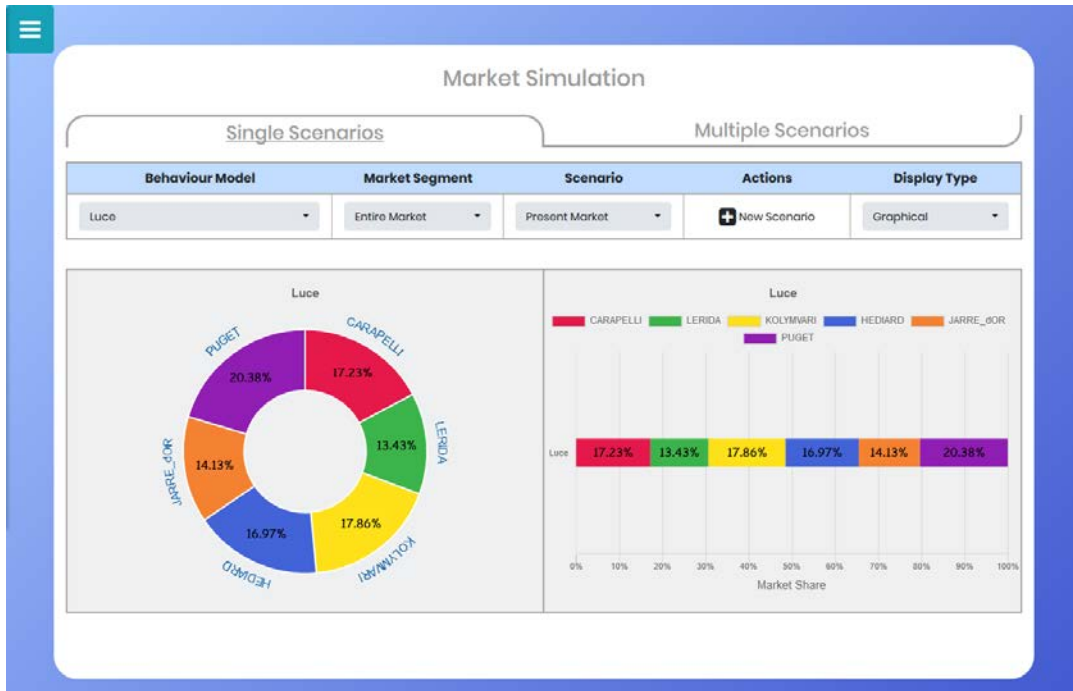 Market Simulation
Single Scenarios
Multiple Scenarios
Behaviour Model Market Segment Scenario Actions Display Type
Luce Entire Market Present Market New Scenario Graphical
Luce
PUGET
CARAPELLI
20.38%
17.23%
LERIDA
13.43%
JARRE_dOR
14.13%
17.86%
16.97%
HEDIARD
KOLYMVARI
Luce
CARAPELLI LERIDA KOLYMVARI HEDIARD JARRE_dOR
PUGET
Luce 17.23% 13.43% 17.86% 16.97% 14.13% 20.38%
0% 10% 20% 30% 40% 50% 60% 70% 80% 90% 100%
Market Share